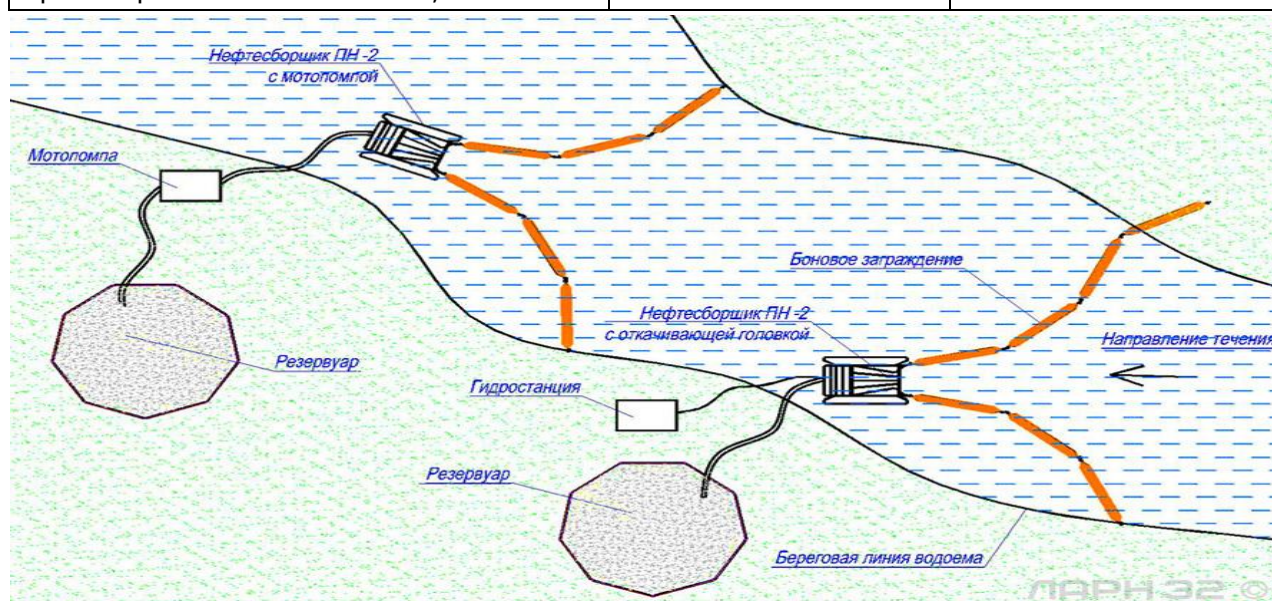 Нефтесборщик ПН -2
с мотопомпой
Мотопомпа
Боновое заграждение
Нефтесборщик ПН -2
с откачивающей головкой
Направление течения
Резервуар
Гидростанция
Резервуар
Береговая линия водоема
ЛАРН 32 ©